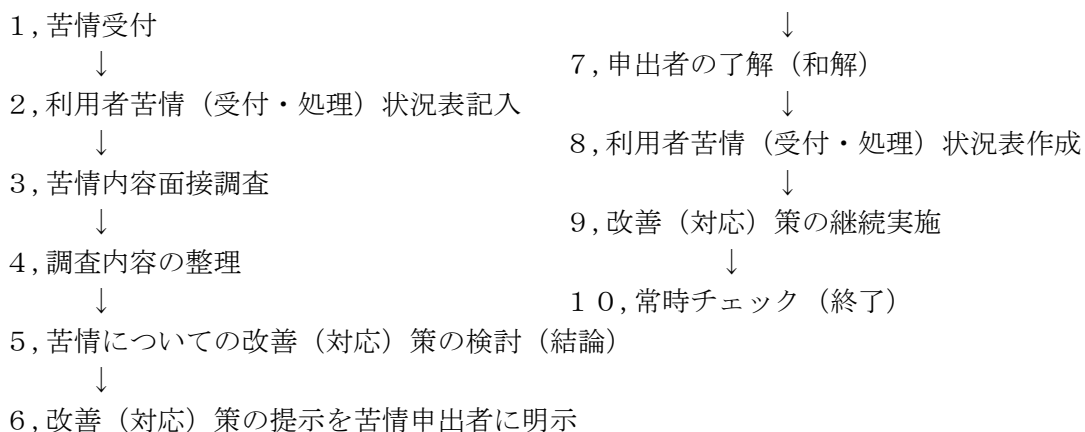 １,苦情受付
↓
２,利用者苦情（受付・処理）状況表記入
↓
３,苦情内容面接調査
↓
４,調査内容の整理
↓
５,苦情についての改善（対応）策の検討（結論）
↓
６,改善（対応）策の提示を苦情申出者に明示
↓
７,申出者の了解（和解）
↓
８,利用者苦情（受付・処理）状況表作成
↓
９,改善（対応）策の継続実施
↓
１０,常時チェック（終了）